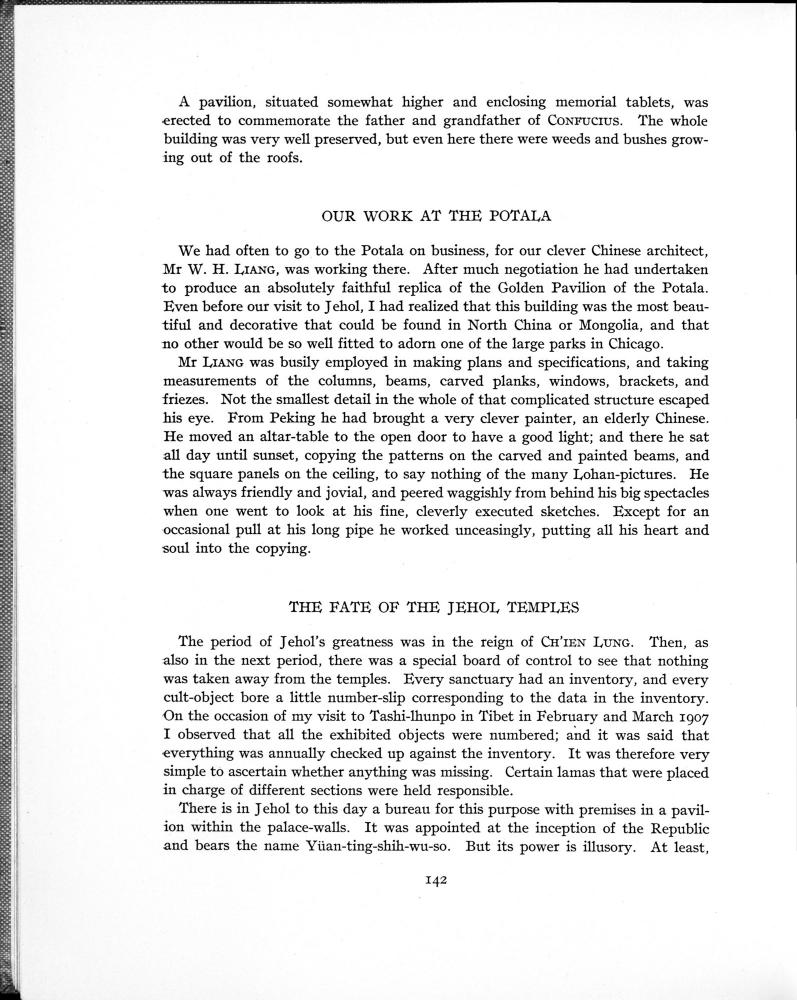 A pavilion, situated somewhat higher and enclosing memorial tablets, was
erected to commemorate the father and grandfather of CONFUCIUS. The whole
building was very well preserved, but even here there were weeds and bushes grow-
ing out of the roofs.
OUR WORK AT THE POTALA
We had often to go to the Potala on business, for our clever Chinese architect,
Mr W. H. LIANG, was working there. After much negotiation he had undertaken
to produce an absolutely faithful replica of the Golden Pavilion of the Potala.
Even before our visit to Jehol, I had realized that this building was the most beau-
tiful and decorative that could be found in North China or Mongolia, and that
no other would be so well fitted to adorn one of the large parks in Chicago.
Mr LIANG was busily employed in making plans and specifications, and taking
measurements of the columns, beams, carved planks, windows, brackets, and
friezes. Not the smallest detail in the whole of that complicated structure escaped
his eye. From Peking he had brought a very clever painter, an elderly Chinese.
He moved an altar-table to the open door to have a good light; and there he sat
all day until sunset, copying the patterns on the carved and painted beams, and
the square panels on the ceiling, to say nothing of the many Lohan-pictures. He
was always friendly and jovial, and peered waggishly from behind his big spectacles
when one went to look at his fine, cleverly executed sketches. Except for an
occasional pull at his long pipe he worked unceasingly, putting all his heart and
soul into the copying.
THE FATE OF THE JEHOL TEMPLES
The period of Jehol's greatness was in the reign of CH'IEN LUNG. Then, as
also in the next period, there was a special board of control to see that nothing
was taken away from the temples. Every sanctuary had an inventory, and every
cult-object bore a little number-slip corresponding to the data in the inventory.
On the occasion of my visit to Tashi-lhunpo in Tibet in February and March 1907
I observed that all the exhibited objects were numbered; and it was said that
everything was annually checked up against the inventory. It was therefore very
simple to ascertain whether anything was missing. Certain lamas that were placed
in charge of different sections were held responsible.
There is in Jehol to this day a bureau for this purpose with premises in a pavil-
ion within the palace-walls. It was appointed at the inception of the Republic
and bears the name Yüan-ting-shih-wu-so. But its power is illusory. At least,
142